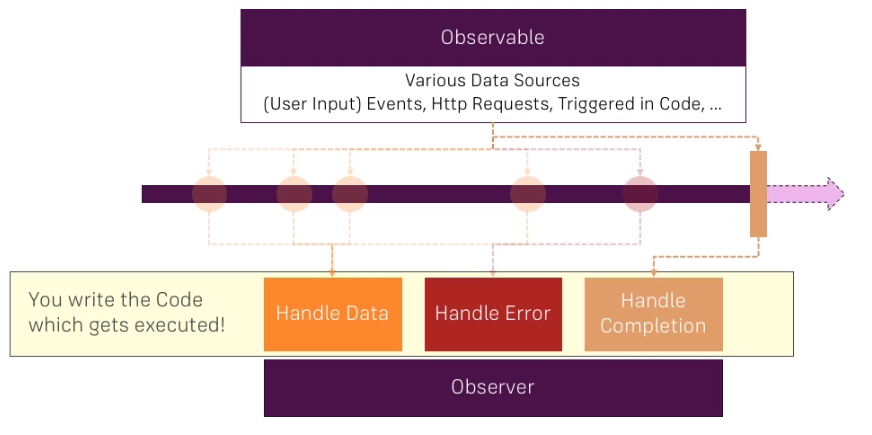 Observable
Various Data Sources
(User Input) Events, Http Requests, Triggered in Code, ...
You write the Code
which gets executed!
Handle Data
Handle Error
Handle
Completion
Observer